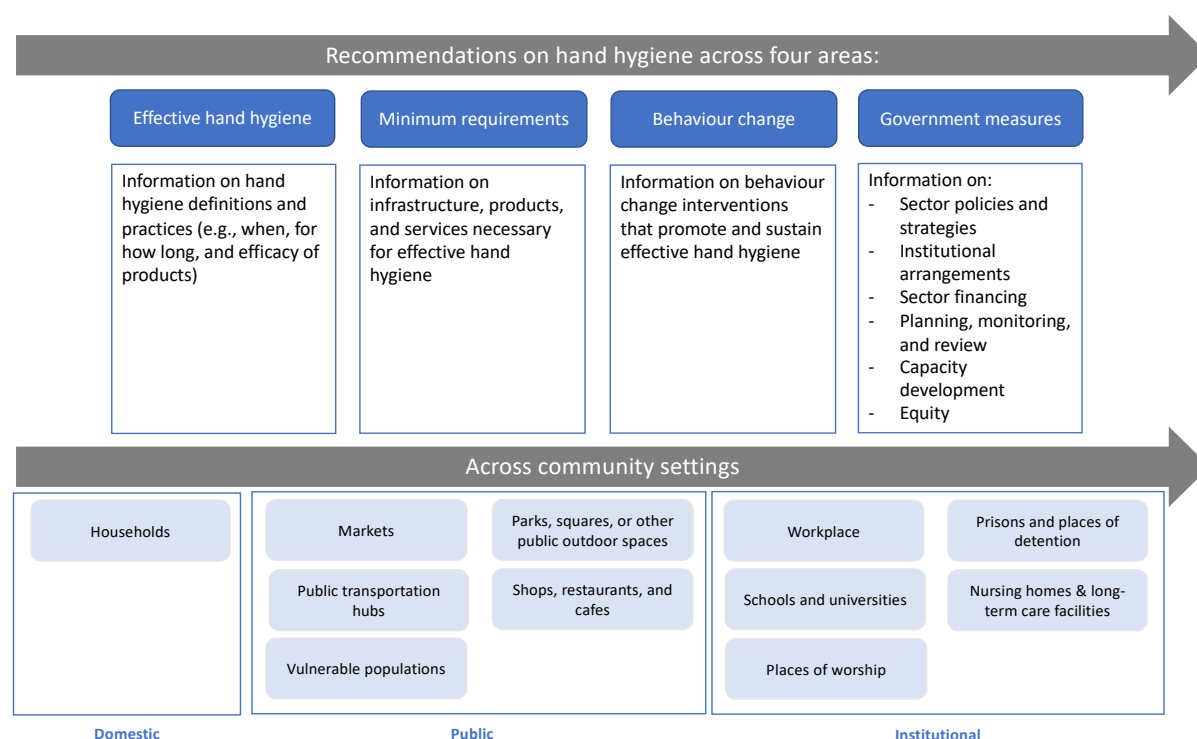 Recommendations on hand hygiene across four areas:
Effective hand hygiene
Minimum requirements
Behaviour change
Government measures
Information on hand
hygiene definitions and
practices (e.g., when, for
how long, and efficacy of
products)
Information on
infrastructure, products,
and services necessary
for effective hand
hygiene
Information on behaviour
change interventions
that promote and sustain
effective hand hygiene
Information on:
- Sector policies and
strategies
- Institutional
arrangements
- Sector financing
- Planning, monitoring,
and review
- Capacity
development
- Equity
Across community settings
Households
Markets
Parks, squares, or other
public outdoor spaces
Public transportation
hubs
Shops, restaurants, and
cafes
Vulnerable populations
Workplace
Prisons and places of
detention
Schools and universities
Nursing homes & long-
term care facilities
Places of worship
Domestic
Public
Institutional